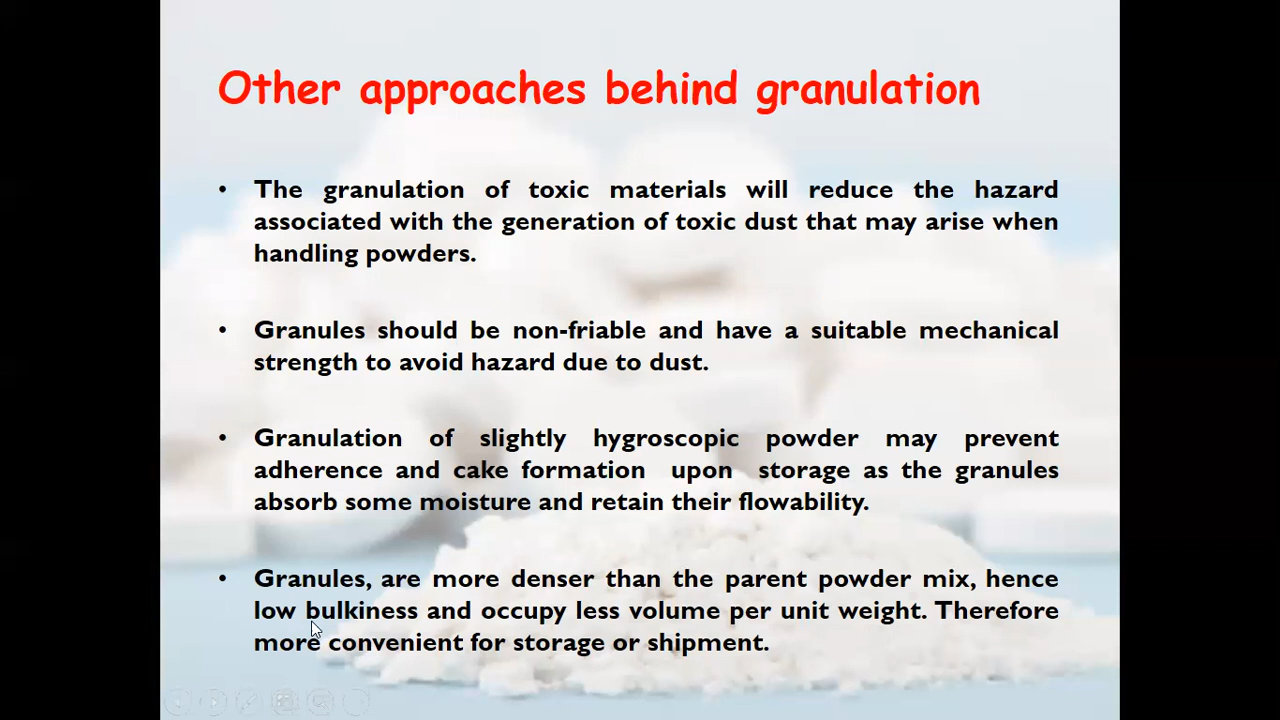 Other approaches behind granulation
• The granulation of toxic materials will reduce the hazard
associated with the generation of toxic dust that may arise when
handling powders.
• Granules should be non-friable and have a suitable mechanical
strength to avoid hazard due to dust.
• Granulation of slightly hygroscopic powder may prevent
adherence and cake formation upon storage as the granules
absorb some moisture and retain their flowability.
• Granules, are more denser than the parent powder mix, hence
low bulkiness and occupy less volume per unit weight. Therefore
more convenient for storage or shipment.